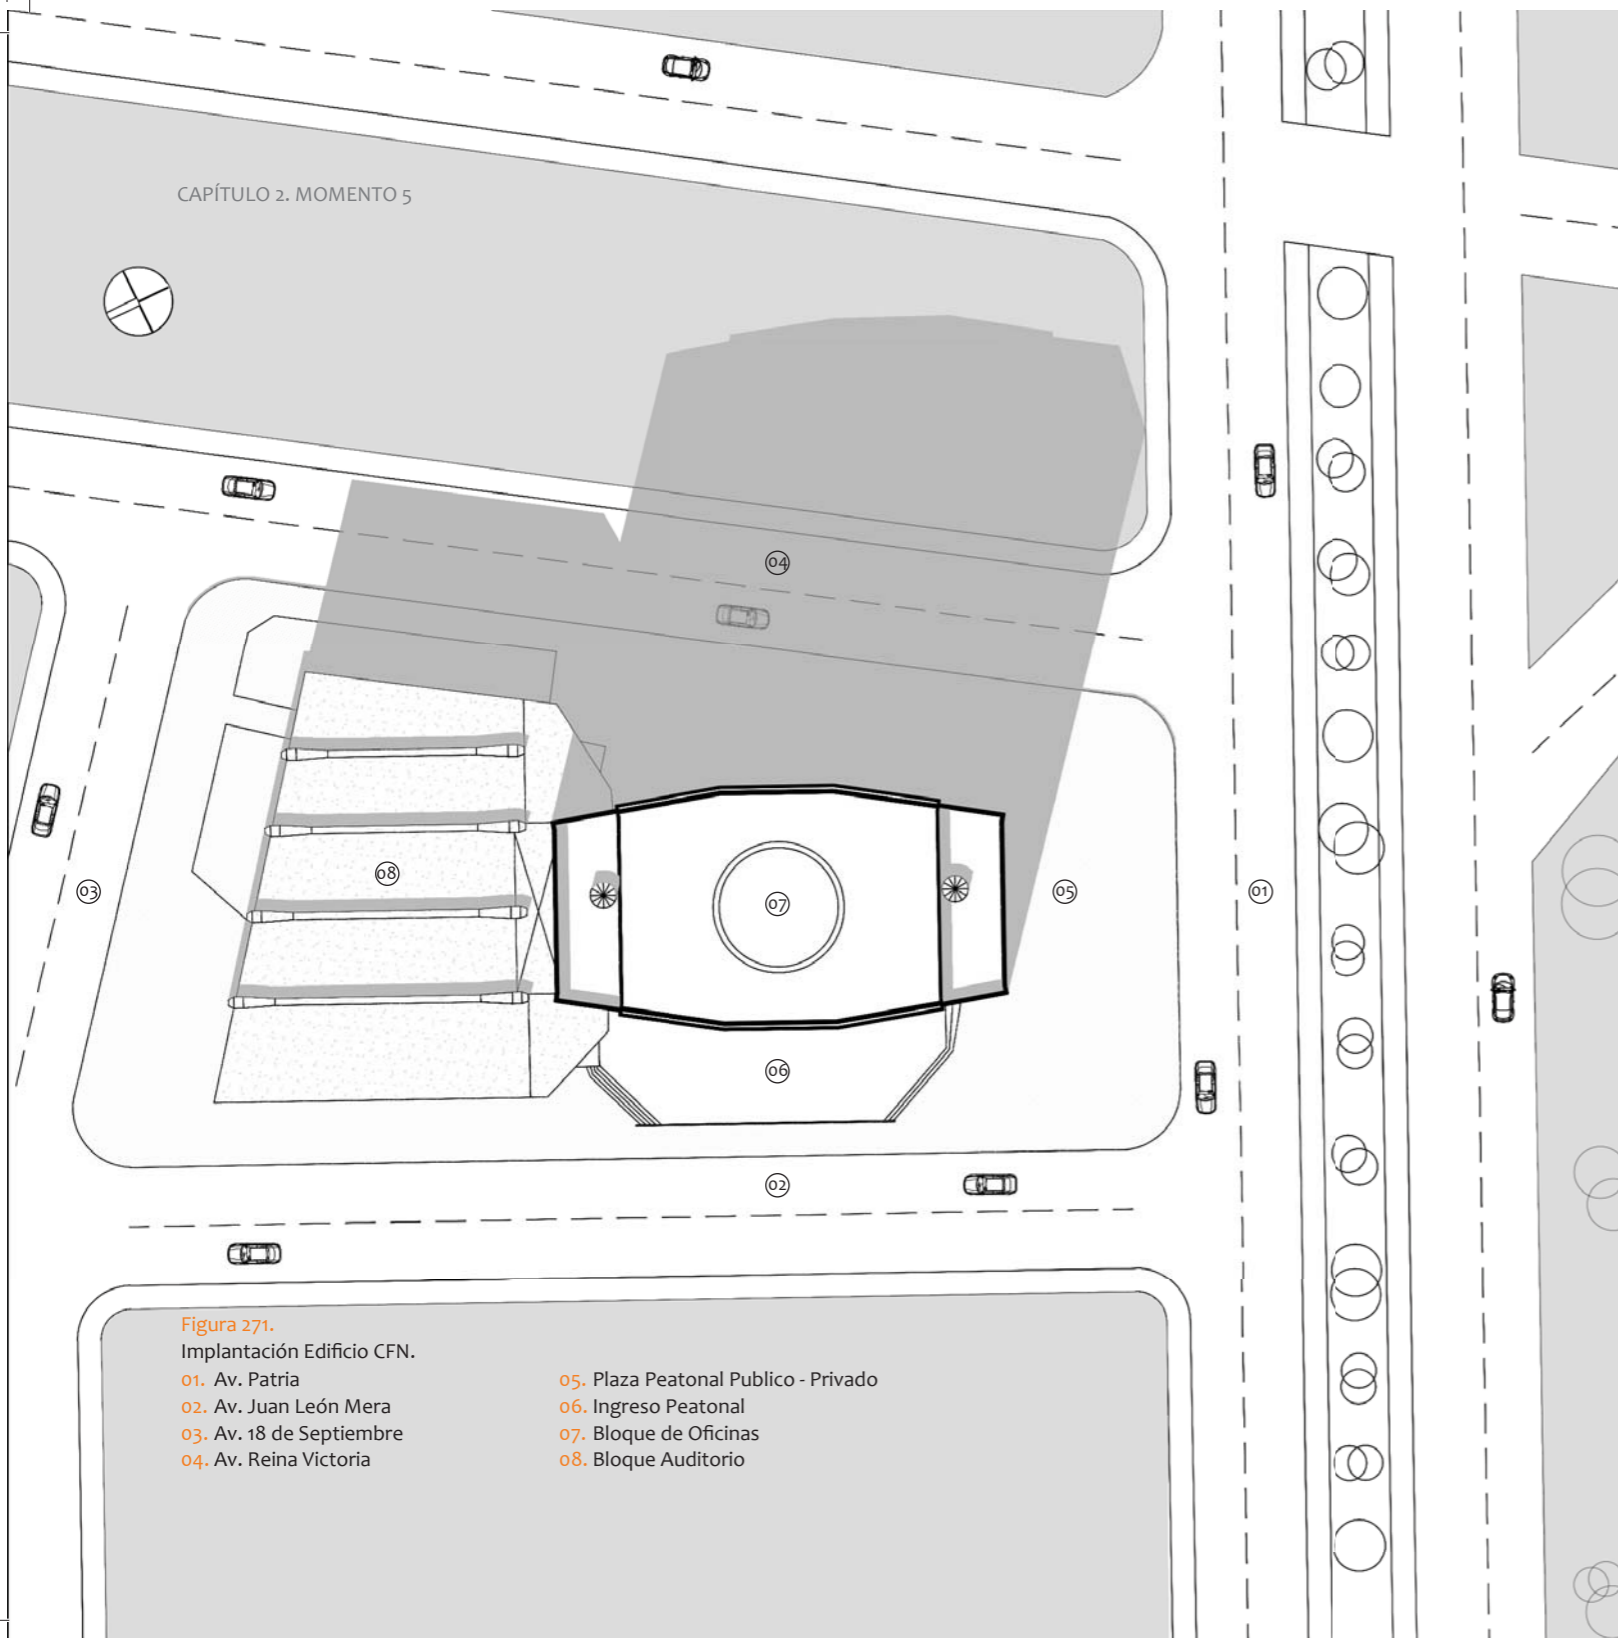 CAPÍTULO 2. MOMENTO 5
04
03
08
07
05
01
06
02
Figura 271.
Implantación Edificio CFN.
01. Av. Patria
02. Av. Juan León Mera
03. Av. 18 de Septiembre
04. Av. Reina Victoria
05. Plaza Peatonal Publico - Privado
06. Ingreso Peatonal
07. Bloque de Oficinas
08. Bloque Auditorio